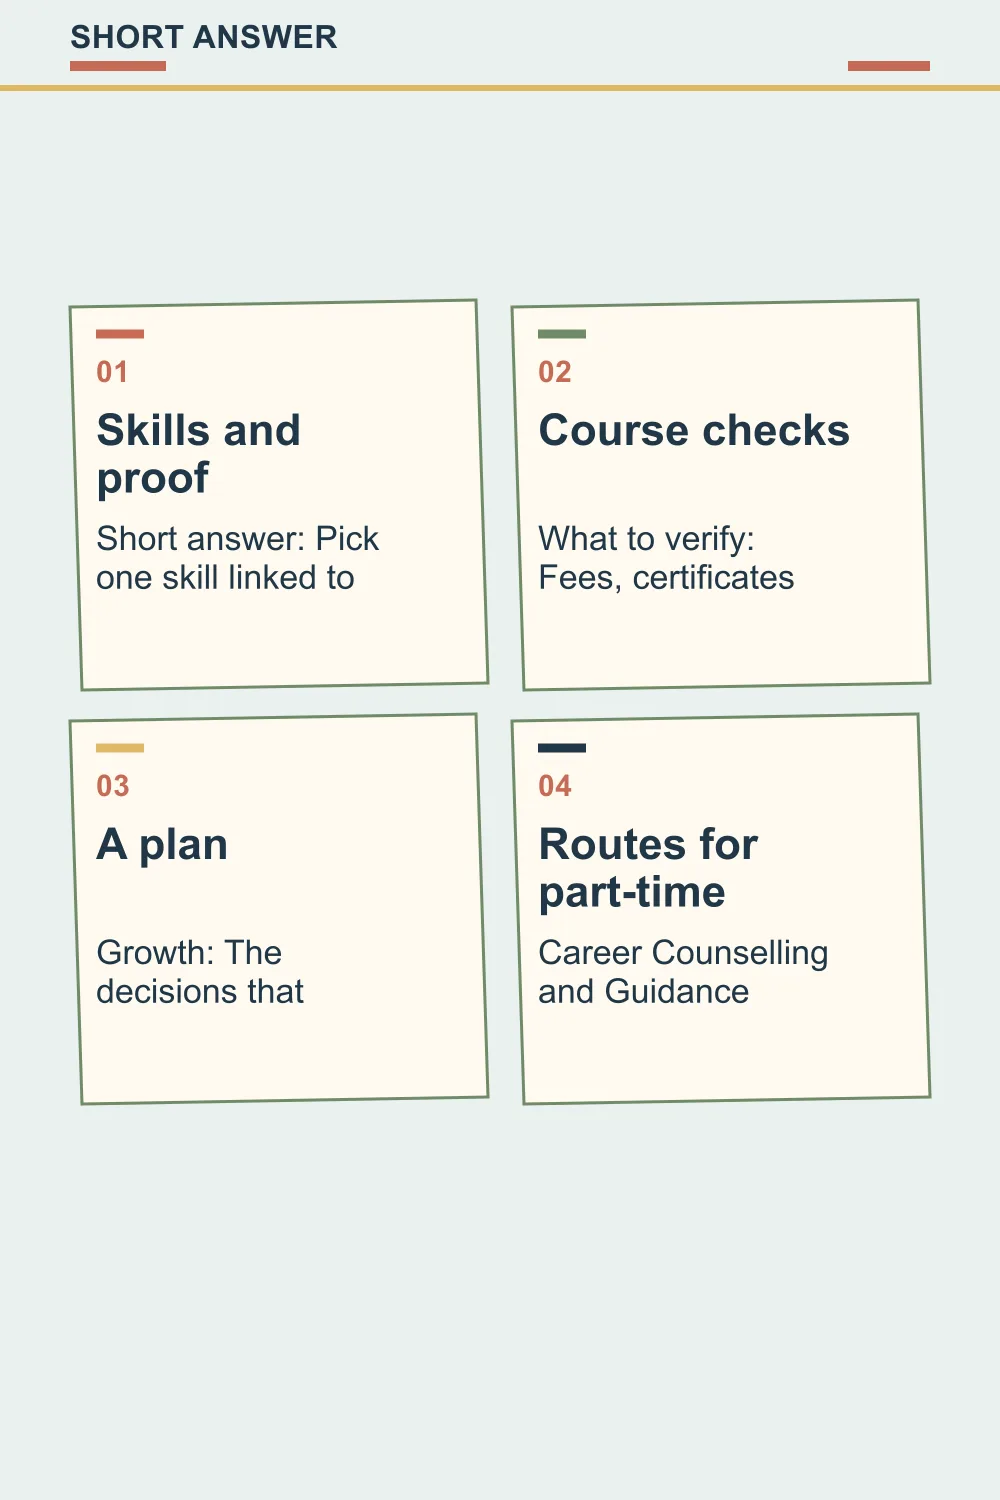 SHORT ANSWER
01
Skills and
proof
Short answer: Pick
one skill linked to
02
Course checks
What to verify:
Fees, certificates
03
A plan
Growth: The
decisions that
04
Routes for
part-time
Career Counselling
and Guidance